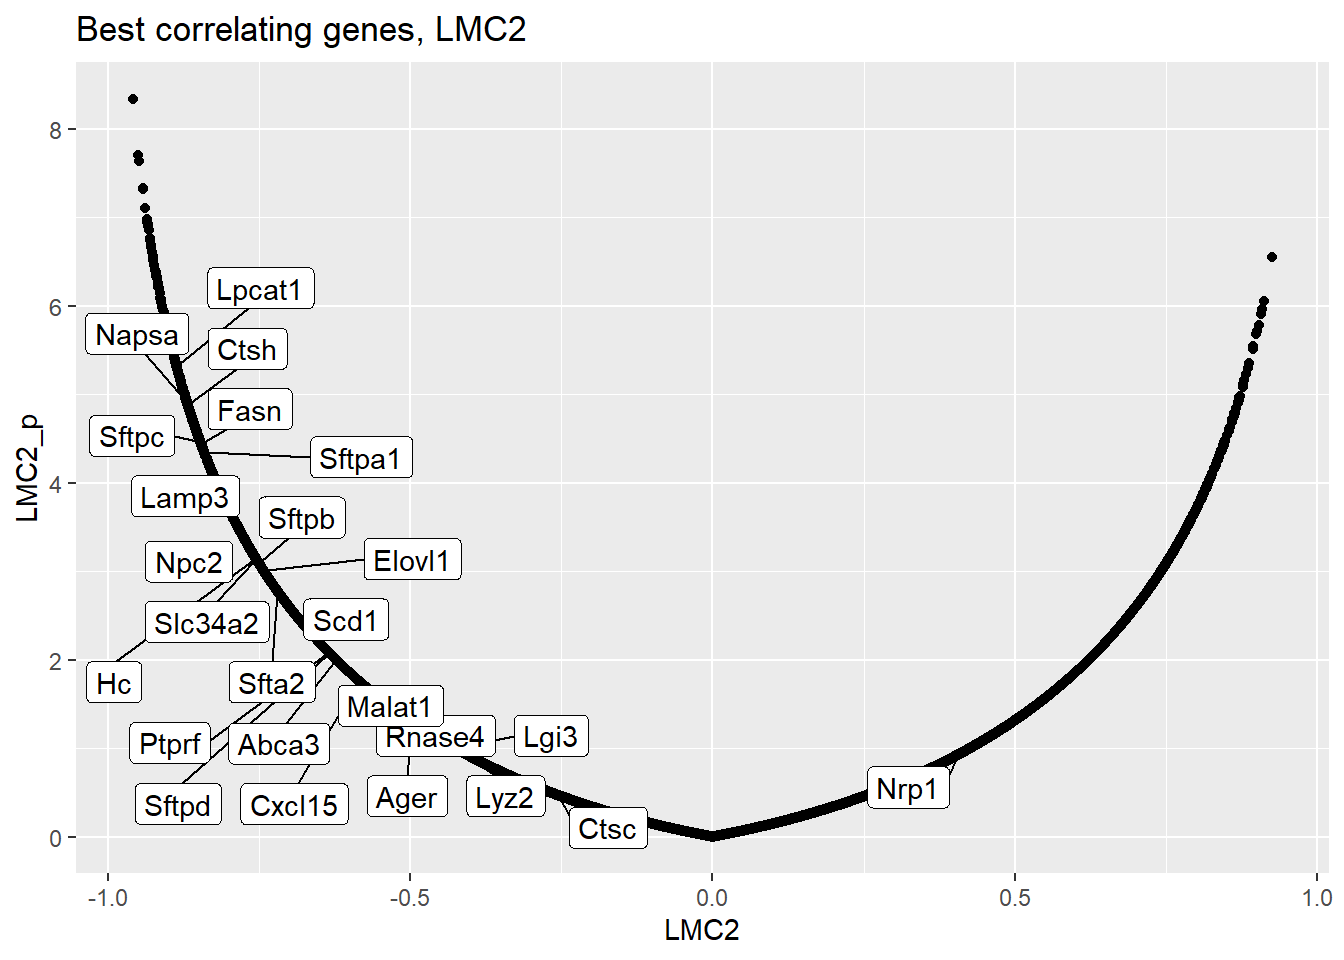 Best correlating genes, LMC2
LMC2_p
8
6
4
2
0
Lpcat1
Napsa
Ctsh
Fasn
Sftpc
Sftpa1
Lamp3
Sftpb
Npc2
Elovl1
Slc34a2
Scd1
Hc
Sfta2
Malat1
Ptprf
Abca3
Rnase4
Lgi3
Sftpd
Cxcl15
Ager
Lyz2
Ctsc
Nrp1
-1.0
-0.5
0.0
0.5
1.0
LMC2